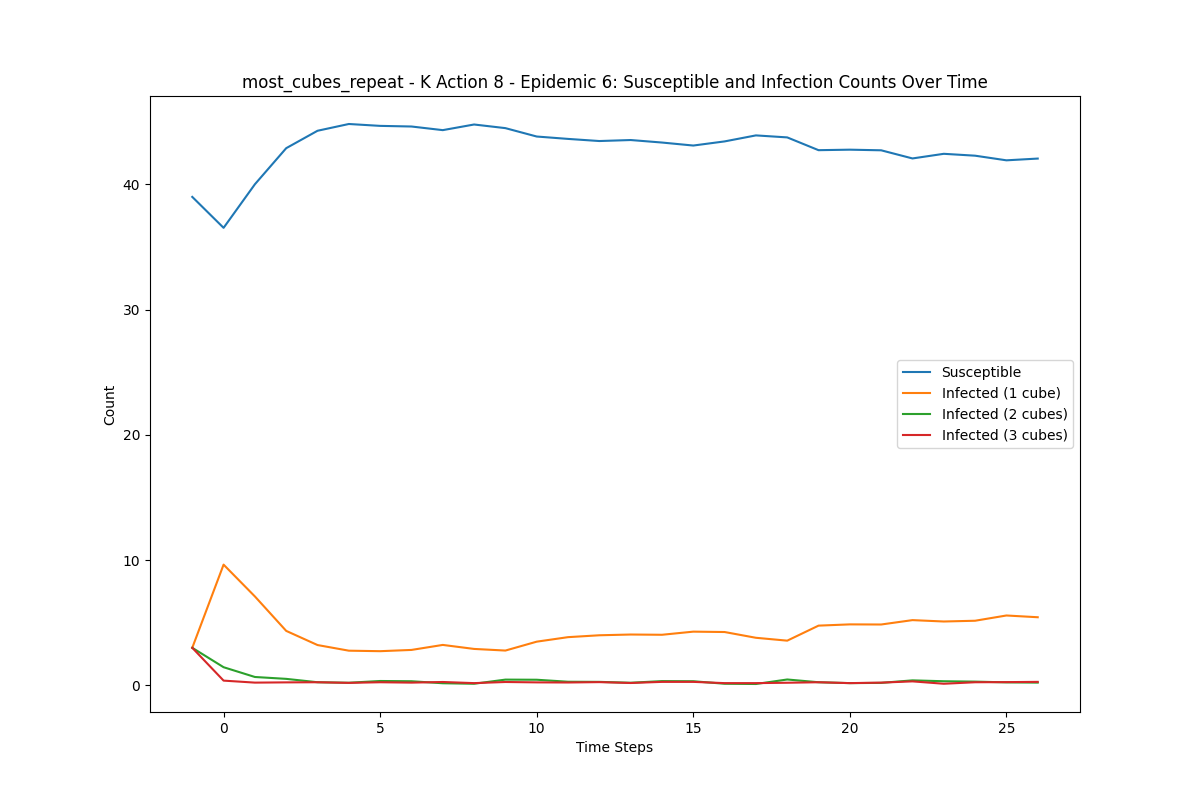 most_cubes_repeat - K Action 8 - Epidemic 6: Susceptible and Infection Counts Over Time
Count
40
30
20
10
0
Susceptible
Infected (1 cube)
Infected (2 cubes)
Infected (3 cubes)
0 5 10 15 20 25
Time Steps